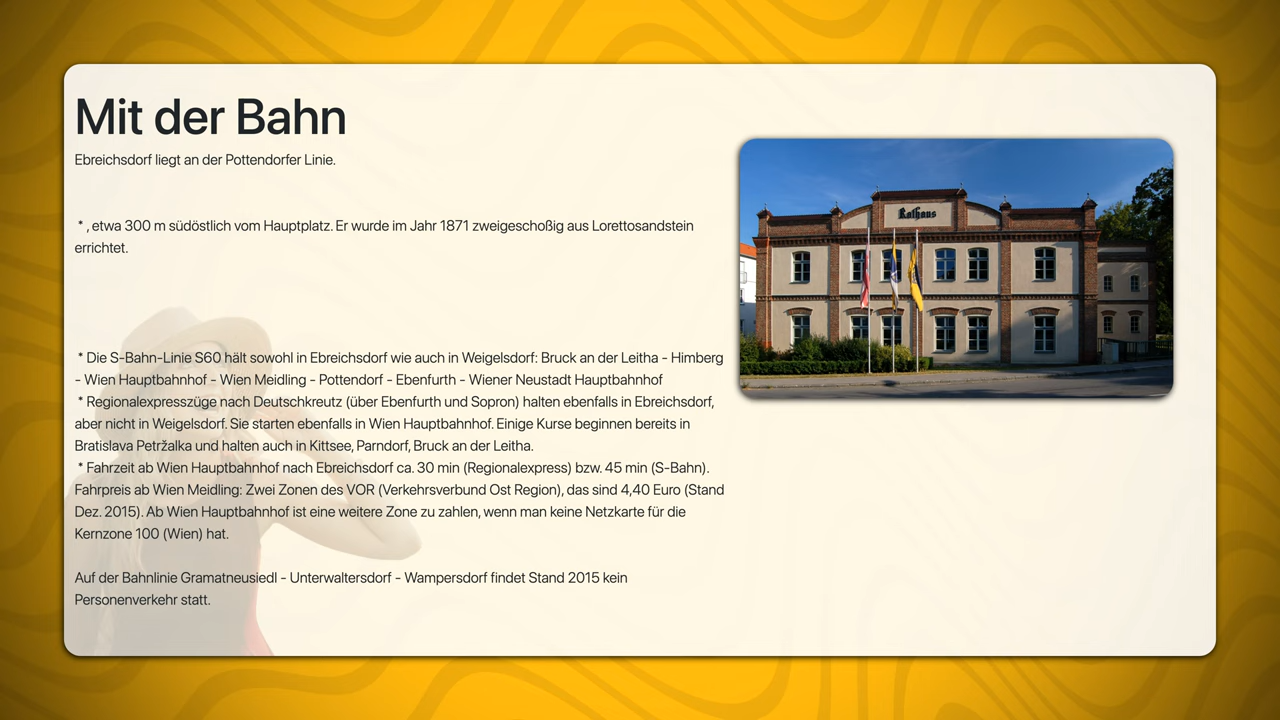 Mit der Bahn
Ebreichsdorf liegt an der Pottendorfer Linie.
* , etwa 300 m südöstlich vom Hauptplatz. Er wurde im Jahr 1871 zweigeschoßig aus Lorettosandstein
errichtet.
* Die S-Bahn-Linie S60 hält sowohl in Ebreichsdorf wie auch in Weigelsdorf: Bruck an der Leitha - Himberg
- Wien Hauptbahnhof - Wien Meidling - Pottendorf - Ebenfurth - Wiener Neustadt Hauptbahnhof
* Regionalexpresszüge nach Deutschkreutz (über Ebenfurth und Sopron) halten ebenfalls in Ebreichsdorf,
aber nicht in Weigelsdorf. Sie starten ebenfalls in Wien Hauptbahnhof. Einige Kurse beginnen bereits in
Bratislava Petržalka und halten auch in Kittsee, Parndorf, Bruck an der Leitha.
* Fahrzeit ab Wien Hauptbahnhof nach Ebreichsdorf ca. 30 min (Regionalexpress) bzw. 45 min (S-Bahn).
Fahrpreis ab Wien Meidling: Zwei Zonen des VOR (Verkehrsverbund Ost Region), das sind 4,40 Euro (Stand
Dez. 2015). Ab Wien Hauptbahnhof ist eine weitere Zone zu zahlen, wenn man keine Netzkarte für die
Kernzone 100 (Wien) hat.
Auf der Bahnlinie Gramatneusiedl - Unterwaltersdorf - Wampersdorf findet Stand 2015 kein
Personenverkehr statt.
Rathaus